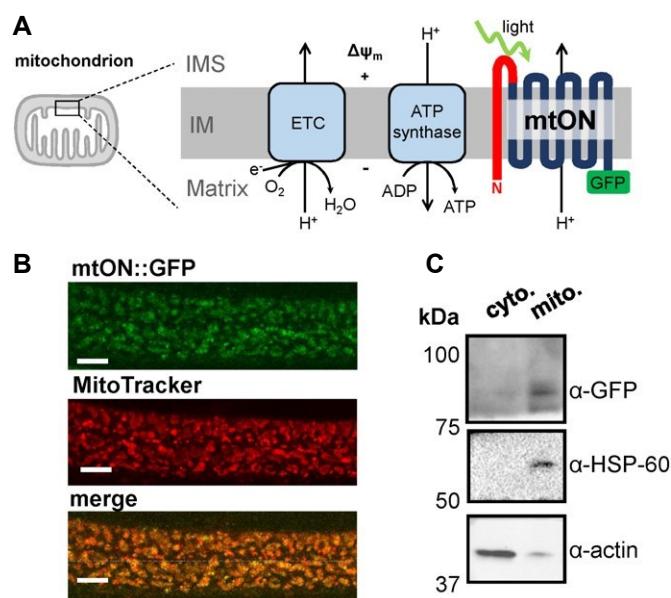 A
mitochondrion
IMS
IM
Matrix
Δψm
+
-
ETC
e-
O2
H2O
H+
H+
ATP
synthase
ADP
ATP
light
mtON
N
GFP
H+
B
mtON::GFP
MitoTracker
merge
C
cyto.
mito.
kDa
100
75
50
37
α-GFP
α-HSP-60
α-actin